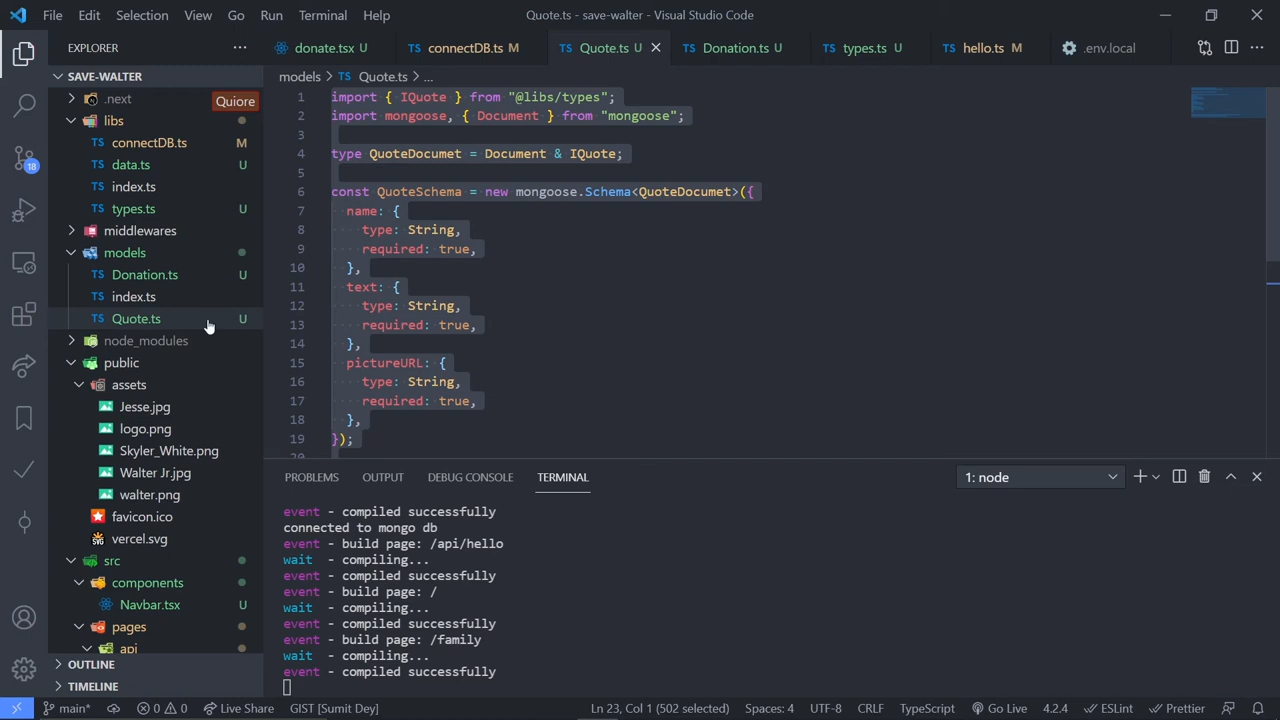 File Edit Selection View Go Run Terminal Help Quote.ts - save-walter - Visual Studio Code
EXPLORER
donate.tsx U
connectDB.ts M
Quote.ts U
Donation.ts U
types.ts U
hello.ts M
.env.local
SAVE-WALTER
.next
Quiore
libs
connectDB.ts M
data.ts U
index.ts
types.ts U
middlewares
models
Donation.ts U
index.ts
Quote.ts U
node_modules
public
assets
Jesse.jpg
logo.png
Skyler_White.png
Walter Jr.jpg
walter.png
favicon.ico
vercel.svg
src
components
Navbar.tsx U
pages
api
OUTLINE
TIMELINE
18
models > TS Quote.ts > ...
1 import { IQuote } from "@libs/types";
2 import mongoose, { Document } from "mongoose";
3
4 type QuoteDocumet = Document & IQuote;
5
6 const QuoteSchema = new mongoose.Schema<QuoteDocumet>({
7 name: {
8 type: String,
9 required: true,
10 },
11 text: {
12 type: String,
13 required: true,
14 },
15 pictureURL: {
16 type: String,
17 required: true,
18 },
19 });
20
PROBLEMS OUTPUT DEBUG CONSOLE TERMINAL 1: node
event - compiled successfully
connected to mongo db
event - build page: /api/hello
wait - compiling...
event - compiled successfully
event - build page: /
wait - compiling...
event - compiled successfully
event - build page: /family
wait - compiling...
event - compiled successfully
main* 0 0 Live Share GIST [Sumit Dey] Ln 23, Col 1 (502 selected) Spaces: 4 UTF-8 CRLF TypeScript Go Live 4.2.4 ESLint Prettier